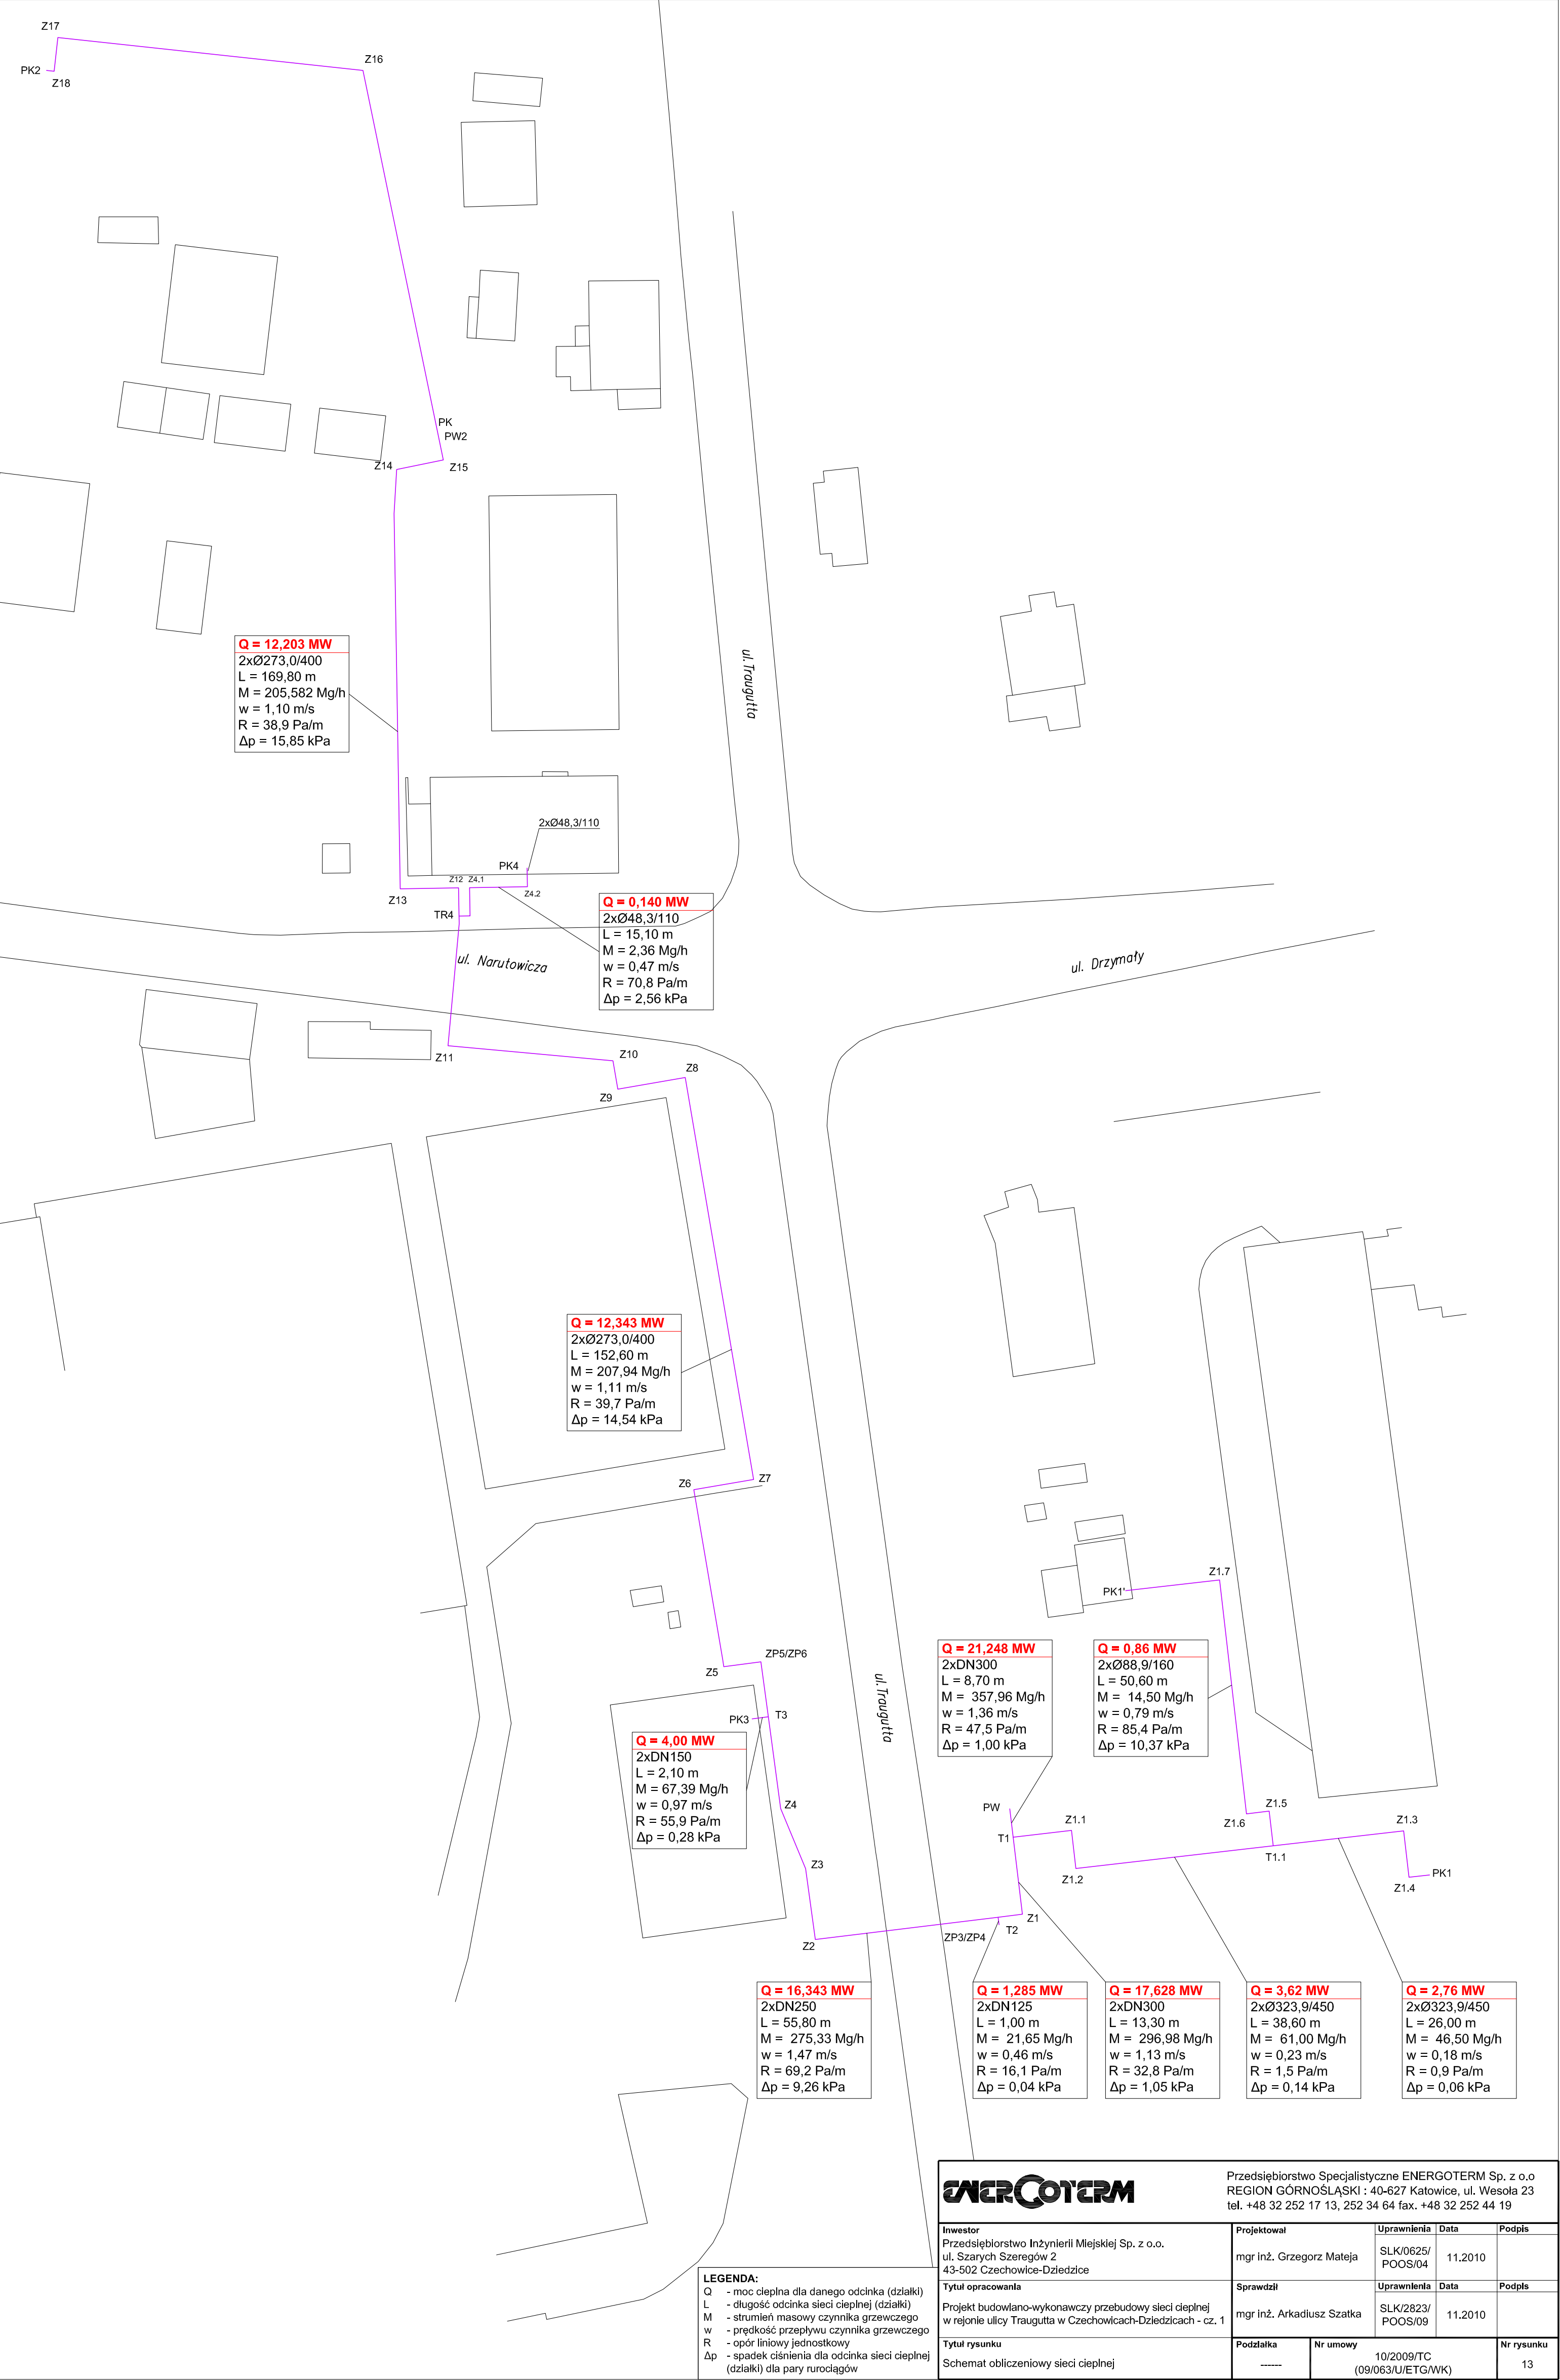 Z17
Z16
PK2
Z18
PK
PW2
Z14
Z15
Q = 12,203 MW
2xØ273,0/400
L = 169,80 m
M = 205,582 Mg/h
w = 1,10 m/s
R = 38,9 Pa/m
Δp = 15,85 kPa
ul. Traugutta
2xØ48,3/110
PK4
Z12
Z4,1
Z4.2
Z13
TR4
Q = 0,140 MW
2xØ48,3/110
L = 15,10 m
M = 2,36 Mg/h
w = 0,47 m/s
R = 70,8 Pa/m
Δp = 2,56 kPa
ul. Narutowicza
ul. Drzymały
Z11
Z10
Z8
Z9
Q = 12,343 MW
2xØ273,0/400
L = 152,60 m
M = 207,94 Mg/h
w = 1,11 m/s
R = 39,7 Pa/m
Δp = 14,54 kPa
Z6
Z7
Z1.7
PK1'
ZP5/ZP6
Z5
PK3
T3
ul. Traugutta
Q = 4,00 MW
2xDN150
L = 2,10 m
M = 67,39 Mg/h
w = 0,97 m/s
R = 55,9 Pa/m
Δp = 0,28 kPa
Q = 21,248 MW
2xDN300
L = 8,70 m
M = 357,96 Mg/h
w = 1,36 m/s
R = 47,5 Pa/m
Δp = 1,00 kPa
Q = 0,86 MW
2xØ88,9/160
L = 50,60 m
M = 14,50 Mg/h
w = 0,79 m/s
R = 85,4 Pa/m
Δp = 10,37 kPa
Z4
PW
Z1.1
T1
Z1.6
Z1.5
Z1.3
Z3
Z1.2
T1.1
Z1.4
PK1
Z1
T2
Z2
ZP3/ZP4
Q = 16,343 MW
2xDN250
L = 55,80 m
M = 275,33 Mg/h
w = 1,47 m/s
R = 69,2 Pa/m
Δp = 9,26 kPa
Q = 1,285 MW
2xDN125
L = 1,00 m
M = 21,65 Mg/h
w = 0,46 m/s
R = 16,1 Pa/m
Δp = 0,04 kPa
Q = 17,628 MW
2xDN300
L = 13,30 m
M = 296,98 Mg/h
w = 1,13 m/s
R = 32,8 Pa/m
Δp = 1,05 kPa
Q = 3,62 MW
2xØ323,9/450
L = 38,60 m
M = 61,00 Mg/h
w = 0,23 m/s
R = 1,5 Pa/m
Δp = 0,14 kPa
Q = 2,76 MW
2xØ323,9/450
L = 26,00 m
M = 46,50 Mg/h
w = 0,18 m/s
R = 0,9 Pa/m
Δp = 0,06 kPa
LEGENDA:
Q - moc cieplna dla danego odcinka (działki)
L - długość odcinka sieci cieplnej (działki)
M - strumień masowy czynnika grzewczego
w - prędkość przepływu czynnika grzewczego
R - opór liniowy jednostkowy
Δp - spadek ciśnienia dla odcinka sieci cieplnej
(działki) dla pary rurociągów
ENERGOTERM
Przedsiębiorstwo Specjalistyczne ENERGOTERM Sp. z o.o
REGION GÓRNOŚLĄSKI : 40-627 Katowice, ul. Wesoła 23
tel. +48 32 252 17 13, 252 34 64 fax. +48 32 252 44 19
Inwestor
Przedsiębiorstwo Inżynierii Miejskiej Sp. z o.o.
ul. Szarych Szeregów 2
43-502 Czechowice-Dziedzice
Projektował
mgr inż. Grzegorz Mateja
Uprawnienia
SLK/0625/
POOS/04
Data
11.2010
Podpis
Tytuł opracowania
Projekt budowlano-wykonawczy przebudowy sieci cieplnej
w rejonie ulicy Traugutta w Czechowicach-Dziedzicach - cz. 1
Sprawdził
mgr inż. Arkadiusz Szatka
Uprawnienia
SLK/2823/
POOS/09
Data
11.2010
Podpis
Tytuł rysunku
Schemat obliczeniowy sieci cieplnej
Podziałka
------
Nr umowy
10/2009/TC
(09/063/U/ETG/WK)
Nr rysunku
13